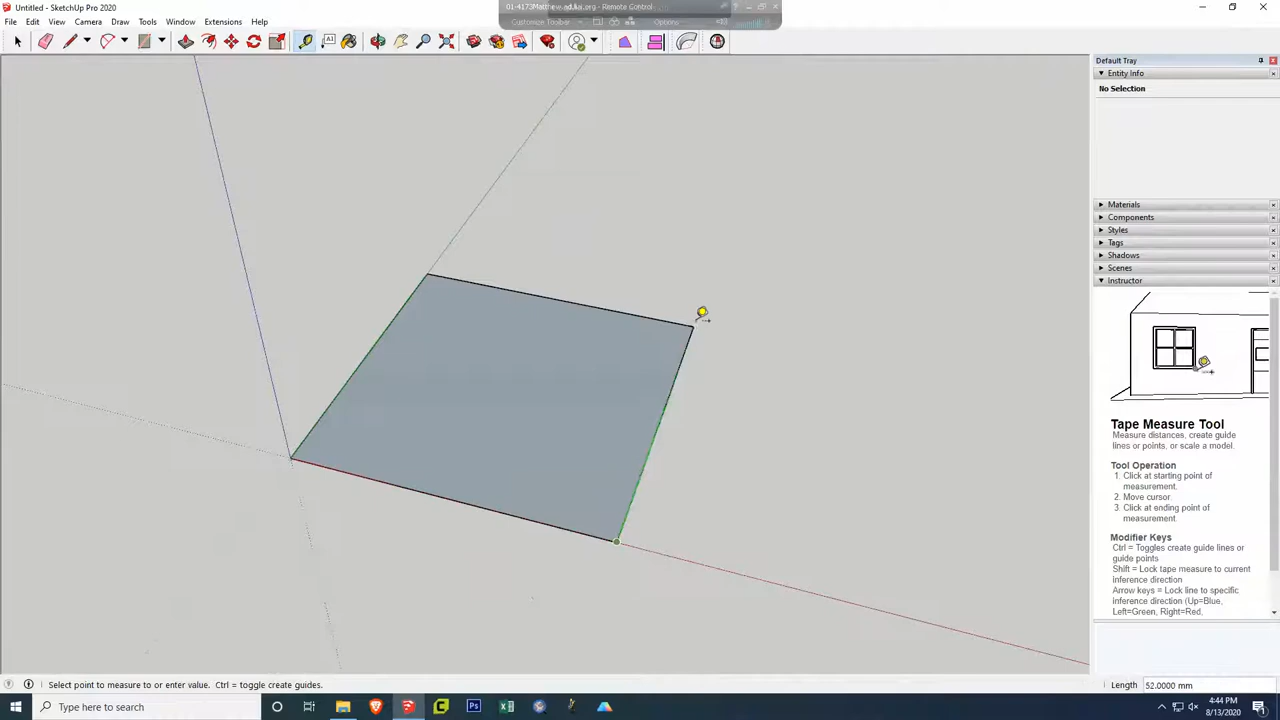 Untitled - SketchUp Pro 2020
Remote Control
File Edit View Camera Draw Tools Window Extensions Help
Customize Toolbar Options
Default Tray
Entity Info
No Selection
Materials
Components
Styles
Tags
Shadows
Scenes
Instructor
Tape Measure Tool
Measure distances, create guide
lines or points, or scale a model.
Tool Operation
1. Click at starting point of
measurement.
2. Move cursor.
3. Click at ending point of
measurement.
Modifier Keys
Ctrl = Toggles create guide lines or
guide points
Shift = Lock tape measure to current
inference direction
Arrow keys = Lock line to specific
inference direction (Up=Blue,
Left=Green, Right=Red,
Select point to measure to or enter value. Ctrl = toggle create guides.
Length 52.0000 mm
Type here to search
4:44 PM
8/13/2020